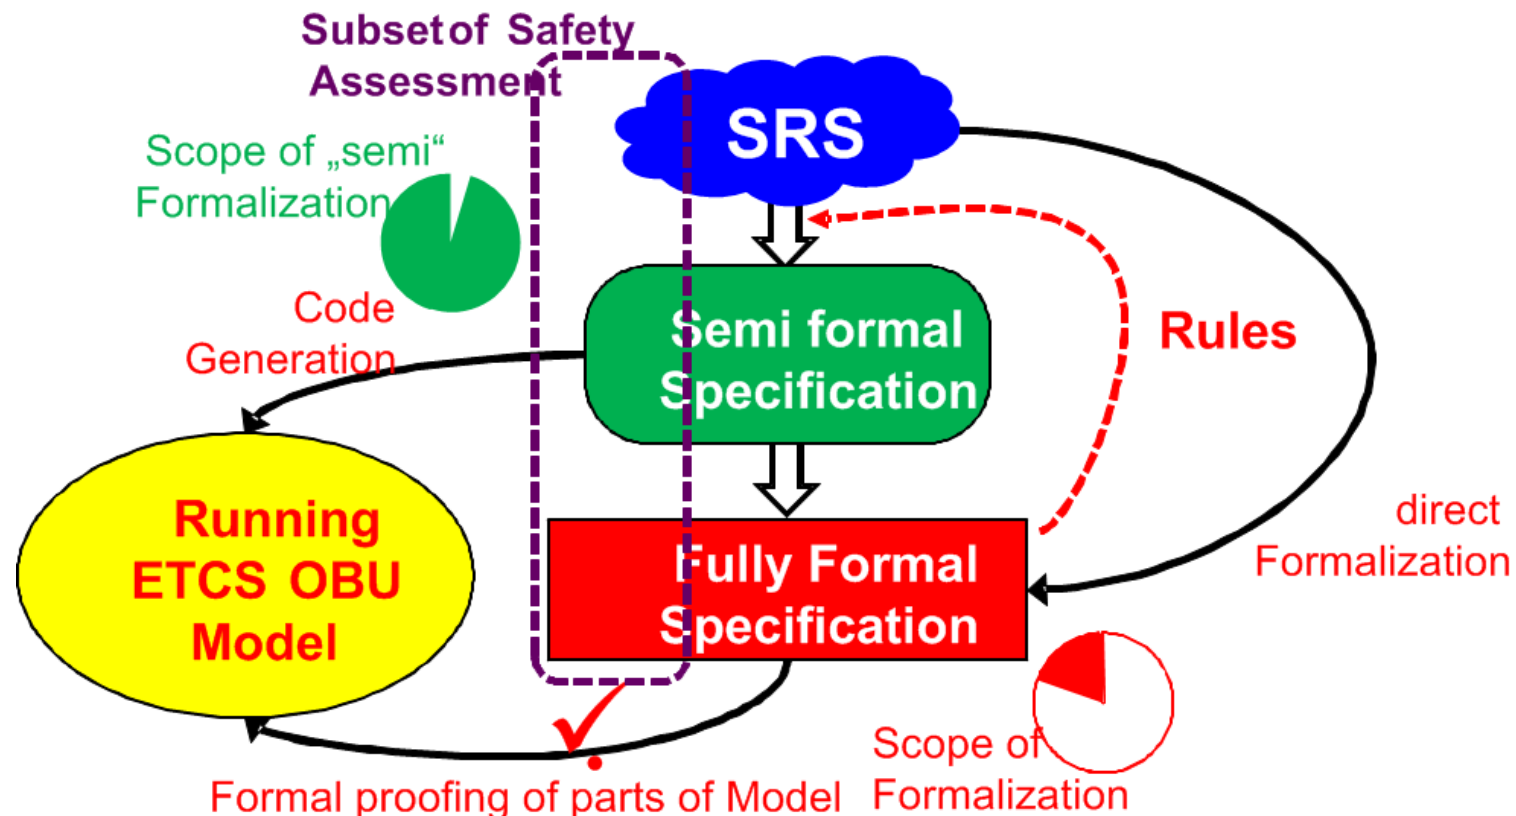 Subset of Safety
Assessment
SRS
Scope of „semi“
Formalization
Code
Generation
Semi formal
Specification
Rules
Running
ETCS OBU
Model
Fully Formal
Specification
direct
Formalization
Scope of
Formalization
Formal proofing of parts of Model